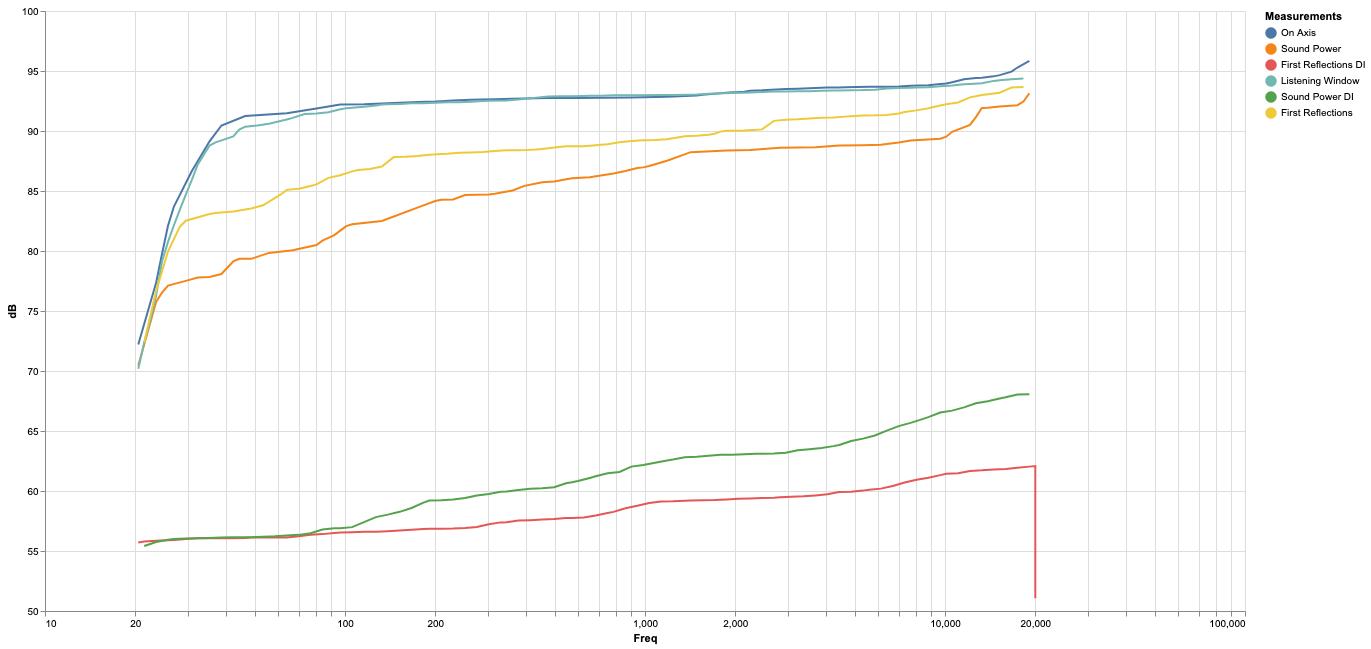 100
95
90
85
80
75
70
65
60
55
50
dB
10
20
100
200
1,000
2,000
10,000
20,000
100,000
Freq
Measurements
On Axis
Sound Power
First Reflections DI
Listening Window
Sound Power DI
First Reflections